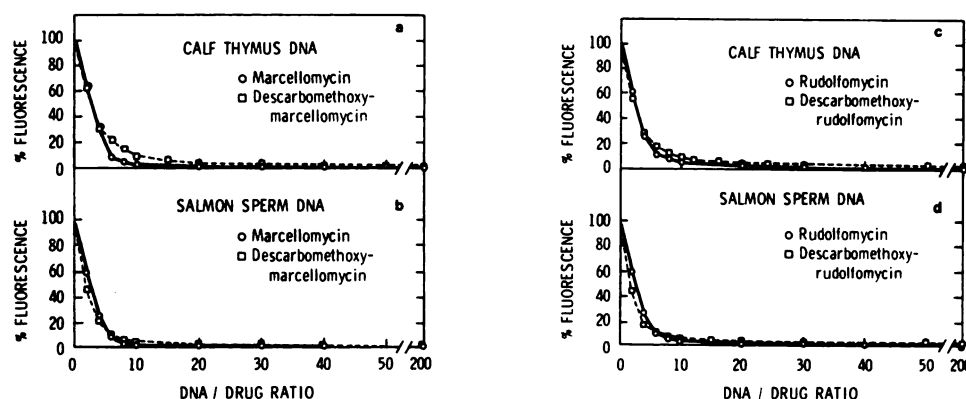 a
CALF THYMUS DNA
Marcellomycin
Descarbomethoxy-
marcellomycin
% FLUORESCENCE
100
80
60
40
20
0
b
SALMON SPERM DNA
Marcellomycin
Descarbomethoxy-
marcellomycin
% FLUORESCENCE
100
80
60
40
20
0
0 10 20 30 40 50 200
DNA / DRUG RATIO
c
CALF THYMUS DNA
Rudolfomycin
Descarbomethoxy-
rudolfomycin
% FLUORESCENCE
100
80
60
40
20
0
d
SALMON SPERM DNA
Rudolfomycin
Descarbomethoxy-
rudolfomycin
% FLUORESCENCE
100
80
60
40
20
0
0 10 20 30 40 50 200
DNA / DRUG RATIO